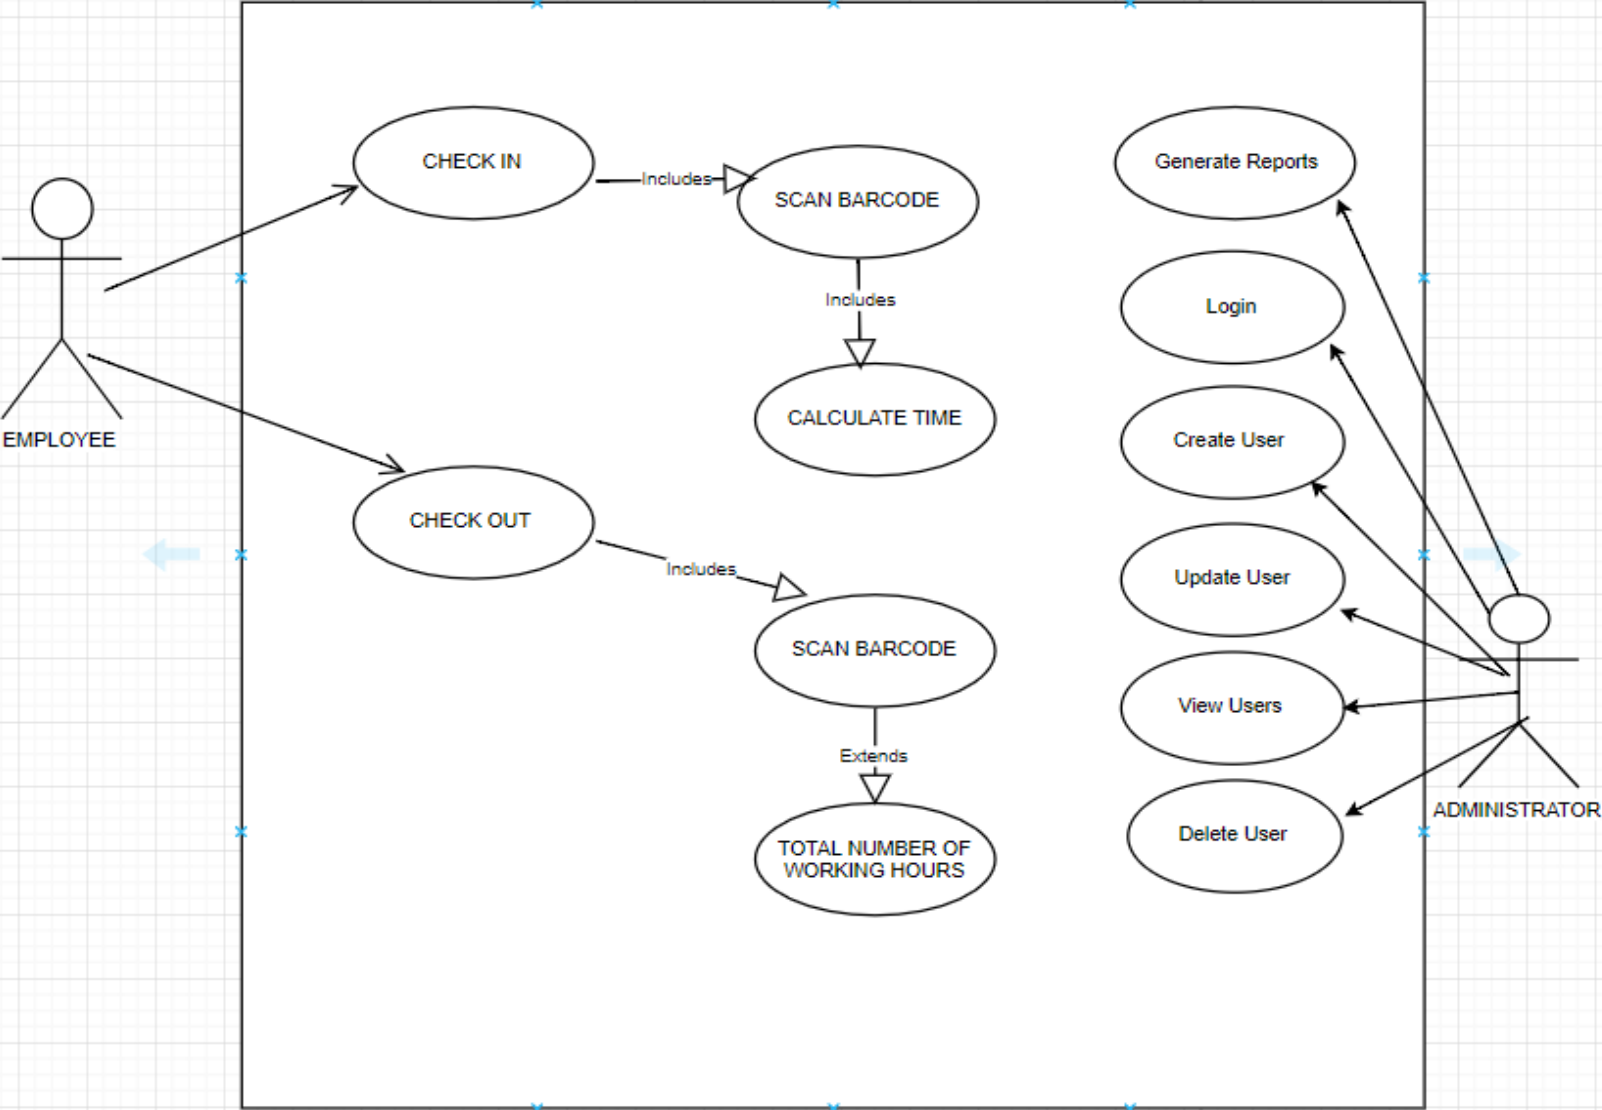 CHECK IN
Includes
SCAN BARCODE
Includes
CALCULATE TIME
EMPLOYEE
CHECK OUT
Includes
SCAN BARCODE
Extends
TOTAL NUMBER OF
WORKING HOURS
Generate Reports
Login
Create User
Update User
View Users
Delete User
ADMINISTRATOR